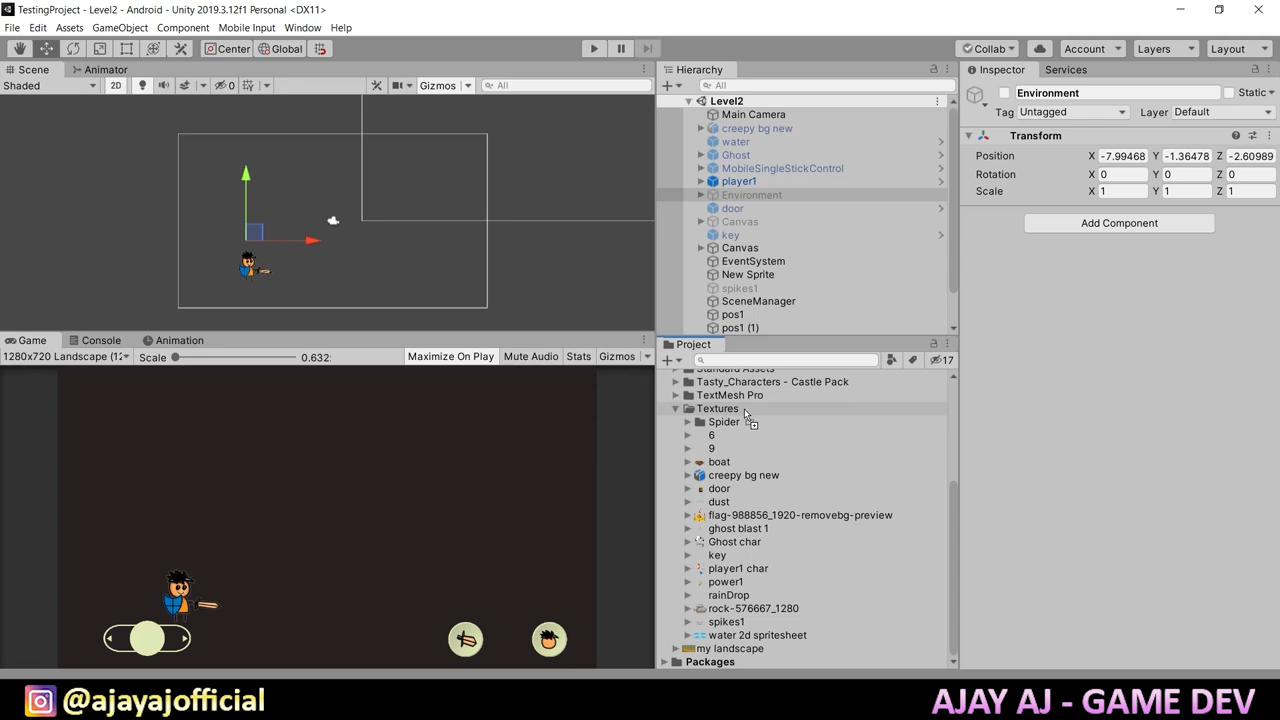 TestingProject - Level2 - Android - Unity 2019.3.12f1 Personal <DX11>
File Edit Assets GameObject Component Mobile Input Window Help
Center Global Collab Account Layers Layout
Scene Animator
Shaded 2D 0 Gizmos All
Hierarchy
All
Level2
Main Camera
creepy bg new
water
Ghost
MobileSingleStickControl
player1
Environment
door
Canvas
key
Canvas
EventSystem
New Sprite
spikes1
SceneManager
pos1
pos1 (1)
Inspector Services
Environment Static
Tag Untagged Layer Default
Transform
Position X -7.99468 Y -1.36478 Z -2.60989
Rotation X 0 Y 0 Z 0
Scale X 1 Y 1 Z 1
Add Component
Game Console Animation
1280x720 Landscape (12 Scale 0.632: Maximize On Play Mute Audio Stats Gizmos
Project
17
Standard Assets
Tasty_Characters - Castle Pack
TextMesh Pro
Textures
Spider
6
9
boat
creepy bg new
door
dust
flag-988856_1920-removebg-preview
ghost blast 1
Ghost char
key
player1 char
power1
rainDrop
rock-576667_1280
spikes1
water 2d spritesheet
my landscape
Packages
@ajayajofficial
AJAY AJ - GAME DEV